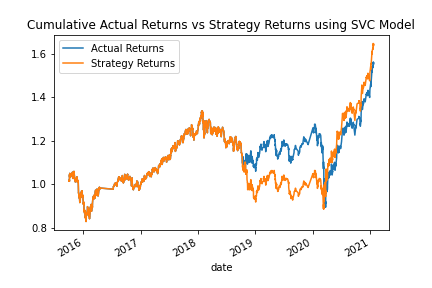 Cumulative Actual Returns vs Strategy Returns using SVC Model
Actual Returns
Strategy Returns
1.6
1.4
1.2
1.0
0.8
2016
2017
2018
2019
2020
2021
date